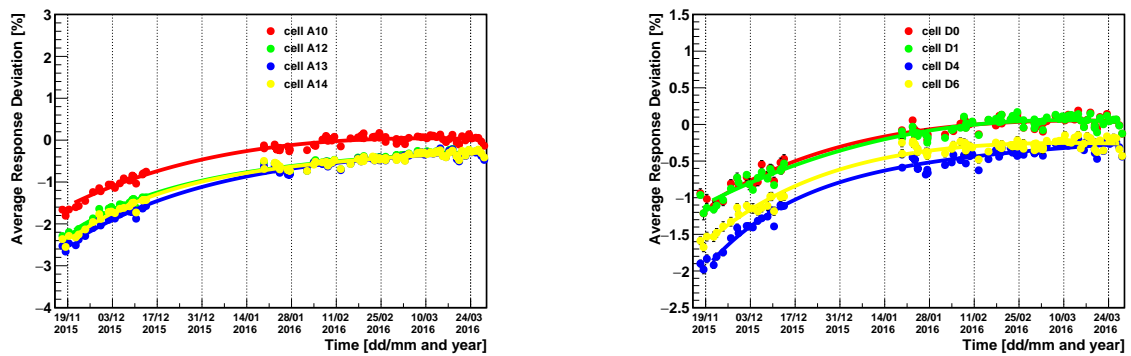 Average Response Deviation [%]
3
2
1
0
−1
−2
−3
−4
cell A10
cell A12
cell A13
cell A14
19/11 03/12 17/12 31/12 14/01 28/01 11/02 25/02 10/03 24/03
2015 2015 2015 2015 2016 2016 2016 2016 2016 2016
Time [dd/mm and year]
Average Response Deviation [%]
1.5
1
0.5
0
−0.5
−1
−1.5
−2
−2.5
cell D0
cell D1
cell D4
cell D6
19/11 03/12 17/12 31/12 14/01 28/01 11/02 25/02 10/03 24/03
2015 2015 2015 2015 2016 2016 2016 2016 2016 2016
Time [dd/mm and year]